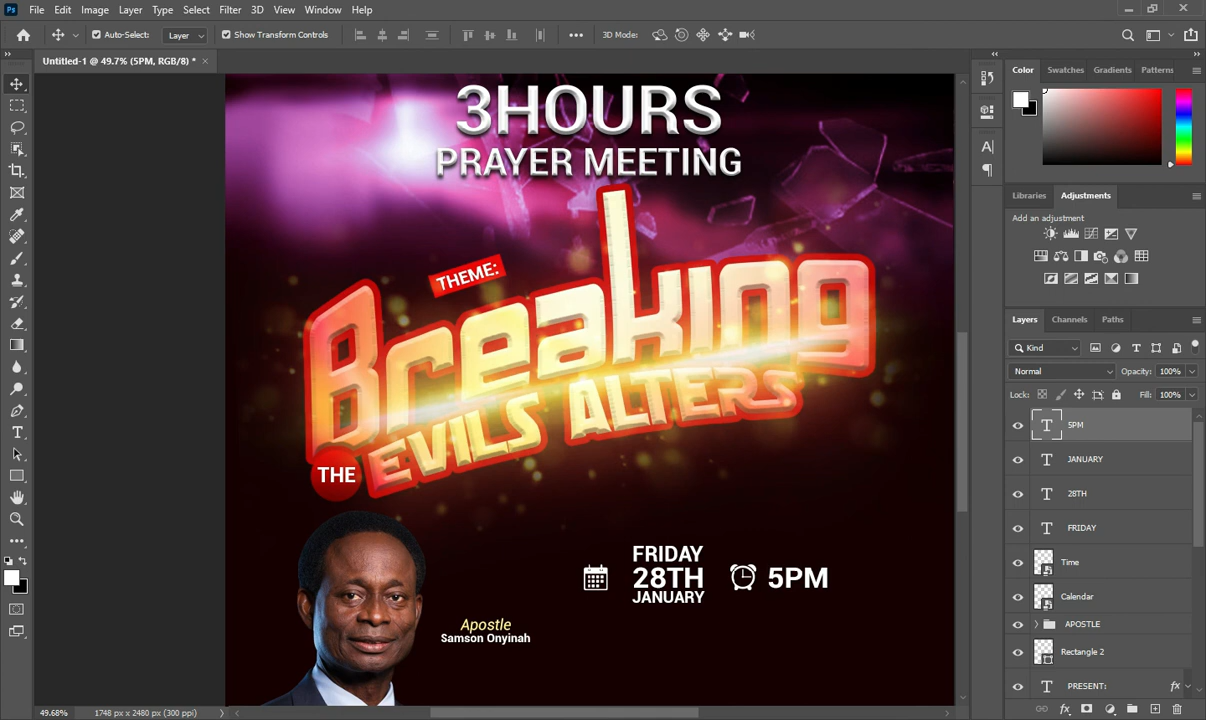 Ps File Edit Image Layer Type Select Filter 3D View Window Help
Auto-Select: Layer Show Transform Controls 3D Mode:
Untitled-1 @ 49.7% (5PM, RGB/8) * ×
3HOURS
PRAYER MEETING
THEME:
Breaking
THE EVILS ALTERS
FRIDAY
28TH
JANUARY
5PM
Apostle
Samson Onyinah
49.68% 1748 px x 2480 px (300 ppi)
Color Swatches Gradients Patterns
Libraries Adjustments
Add an adjustment
Layers Channels Paths
Kind
Normal Opacity: 100%
Lock: Fill: 100%
5PM
JANUARY
28TH
FRIDAY
Time
Calendar
APOSTLE
Rectangle 2
PRESENT: fx
fx